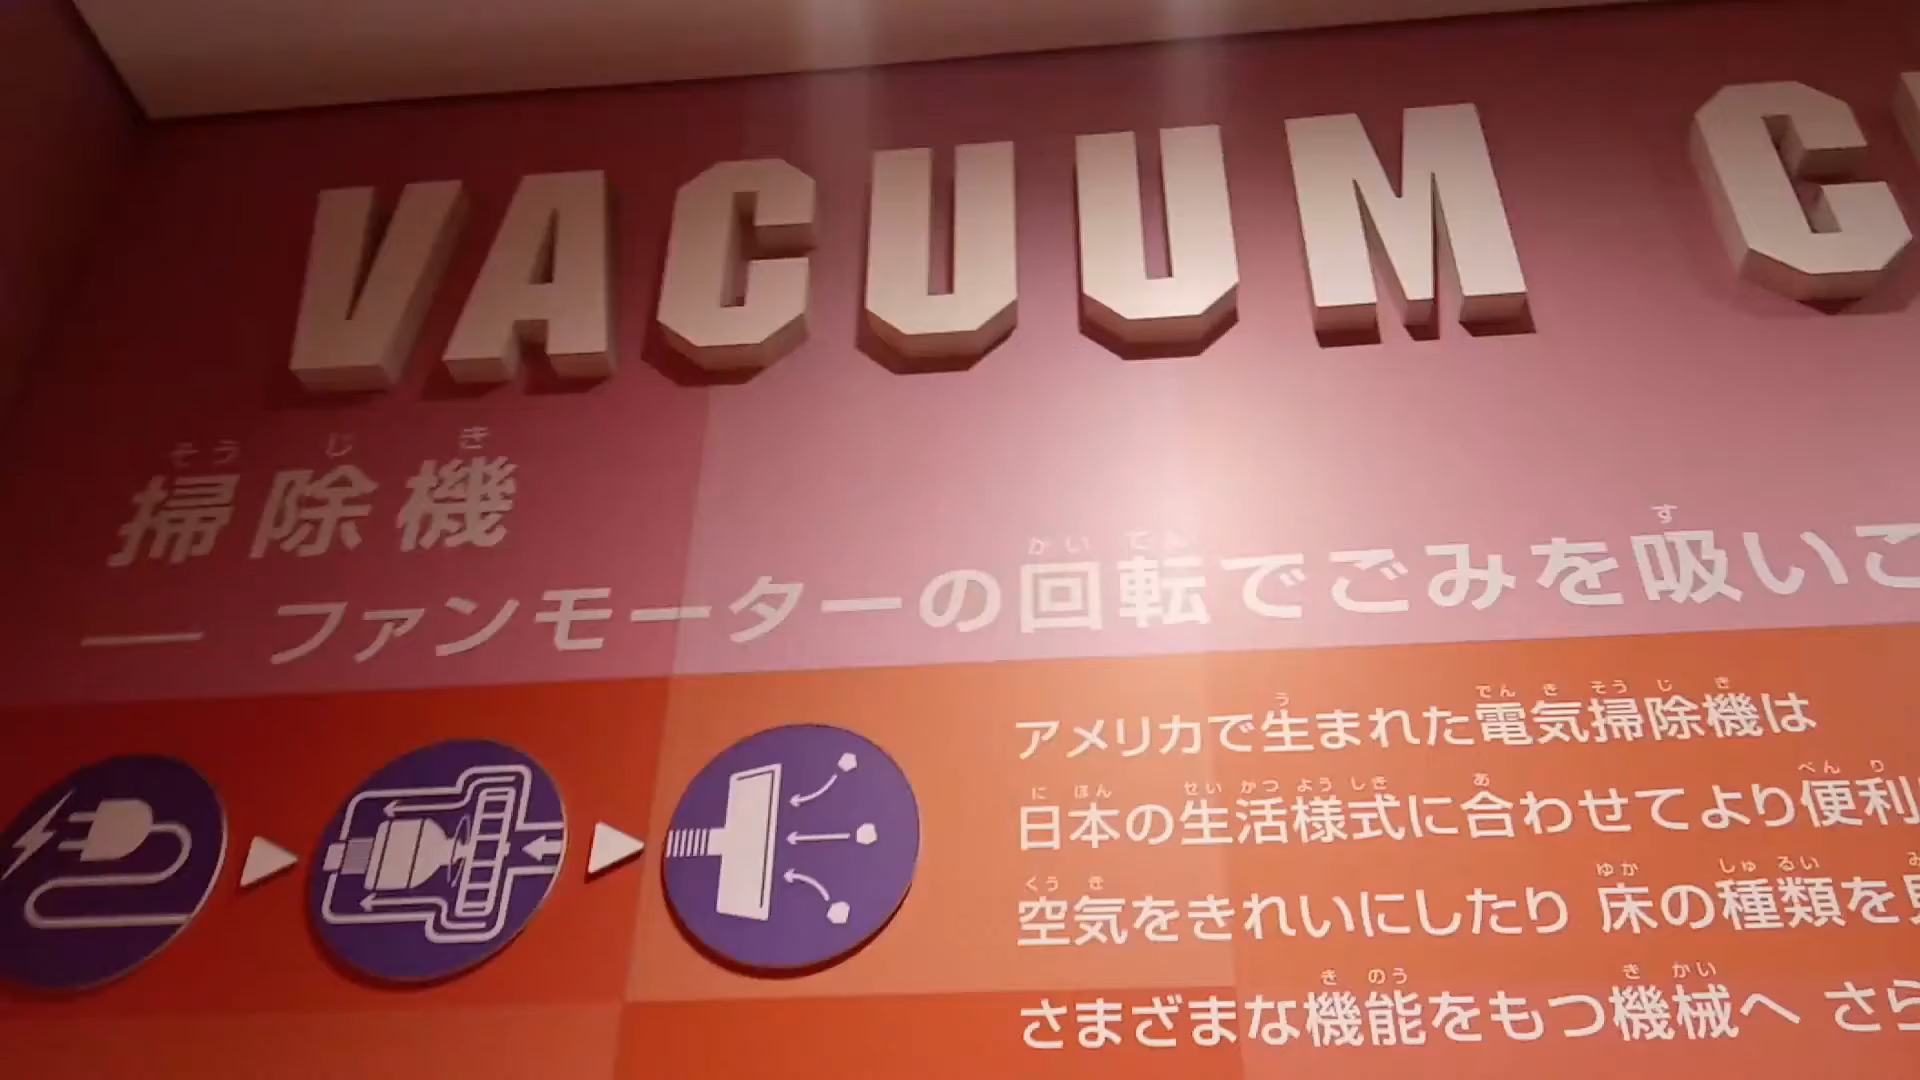 VACUUM C
そうじき
掃除機
かいてん す
— ファンモーターの回転でごみを吸いこ
う でんきそうじき
アメリカで生まれた電気掃除機は
にほん せいかつようしき あ べんり
日本の生活様式に合わせてより便利
くうき ゆか しゅるい み
空気をきれいにしたり 床の種類を見
きのう きかい
さまざまな機能をもつ機械へ さら